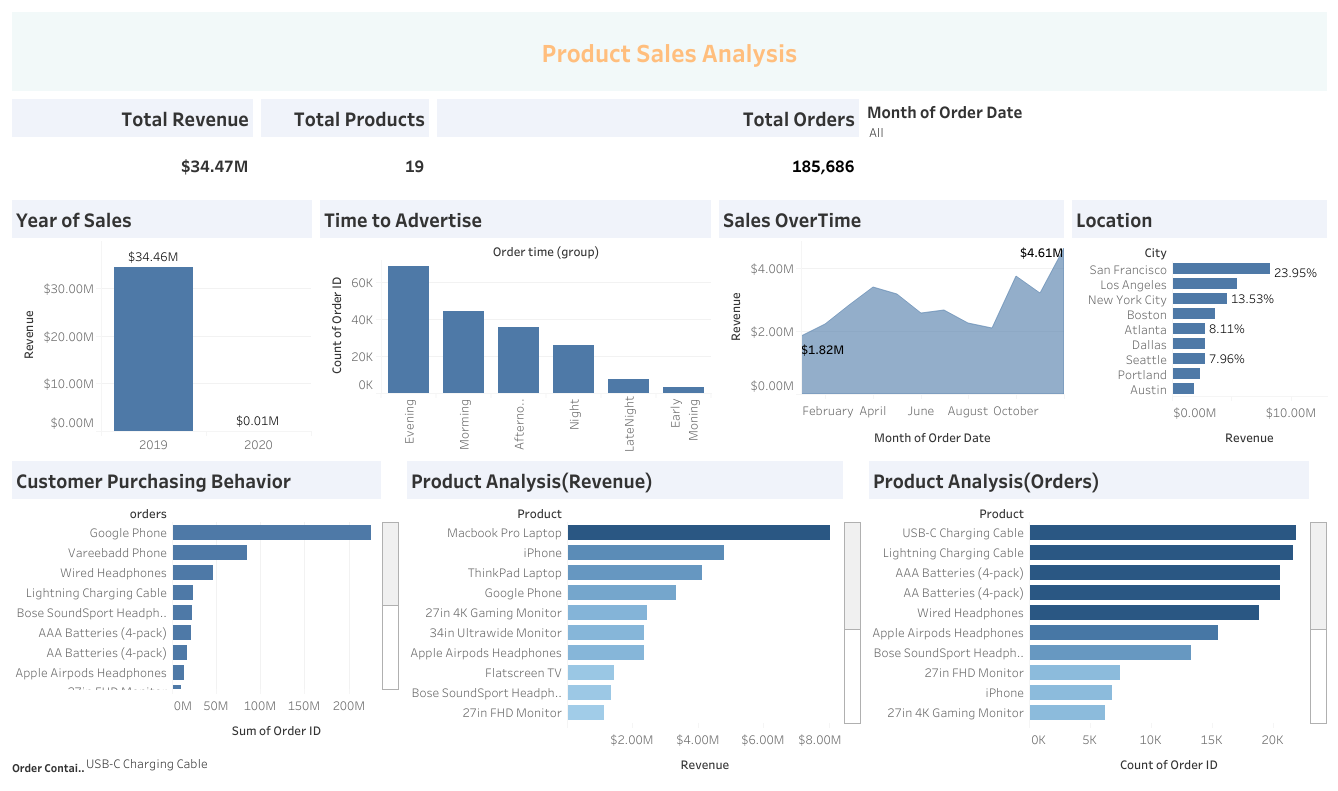 Product Sales Analysis
Total Revenue
Total Products
Total Orders
Month of Order Date
All
$34.47M
19
185,686
Year of Sales
Time to Advertise
Sales OverTime
Location
Revenue
$30.00M
$20.00M
$10.00M
$0.00M
$34.46M
$0.01M
2019
2020
Order time (group)
Count of Order ID
60K
40K
20K
0K
Evening
Morming
Afterno..
Night
LateNight
Early
Moning
Revenue
$4.00M
$2.00M
$0.00M
$4.61M
$1.82M
February
April
June
August
October
Month of Order Date
City
San Francisco
23.95%
Los Angeles
New York City
13.53%
Boston
Atlanta
8.11%
Dallas
Seattle
7.96%
Portland
Austin
$0.00M
$10.00M
Revenue
Customer Purchasing Behavior
orders
Google Phone
Vareebadd Phone
Wired Headphones
Lightning Charging Cable
Bose SoundSport Headph..
AAA Batteries (4-pack)
AA Batteries (4-pack)
Apple Airpods Headphones
27in FHD Monitor
0M
50M
100M
150M
200M
Sum of Order ID
Order Contai..
USB-C Charging Cable
Product Analysis(Revenue)
Product
Macbook Pro Laptop
iPhone
ThinkPad Laptop
Google Phone
27in 4K Gaming Monitor
34in Ultrawide Monitor
Apple Airpods Headphones
Flatscreen TV
Bose SoundSport Headph..
27in FHD Monitor
$2.00M
$4.00M
$6.00M
$8.00M
Revenue
Product Analysis(Orders)
Product
USB-C Charging Cable
Lightning Charging Cable
AAA Batteries (4-pack)
AA Batteries (4-pack)
Wired Headphones
Apple Airpods Headphones
Bose SoundSport Headph..
27in FHD Monitor
iPhone
27in 4K Gaming Monitor
0K
5K
10K
15K
20K
Count of Order ID